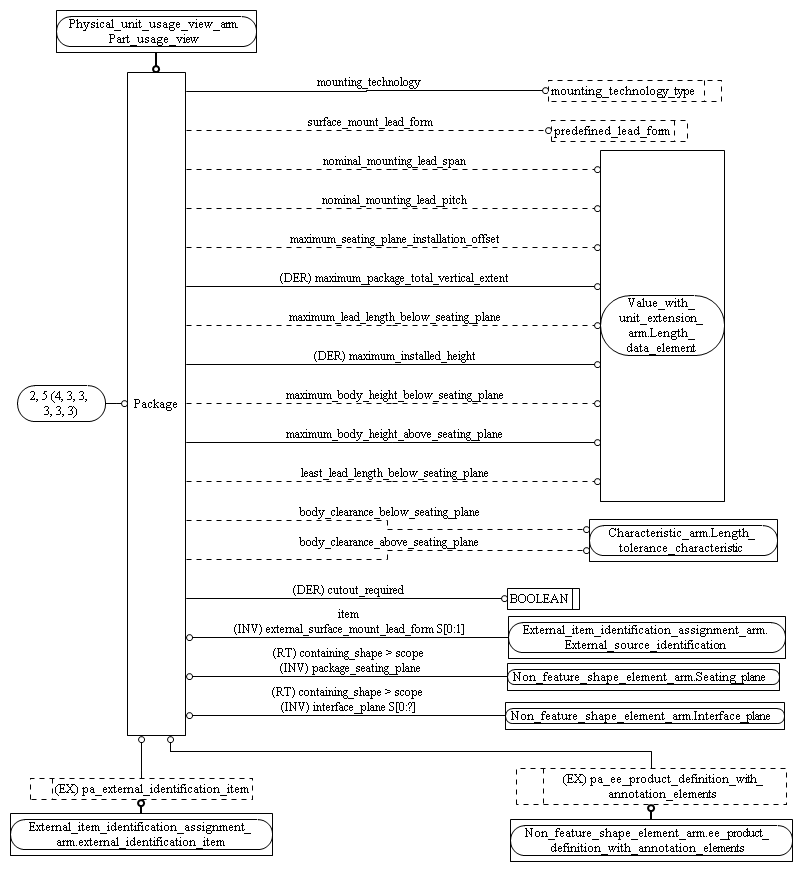 Physical_unit_usage_view_arm.
Part_usage_view
mounting_technology
mounting_technology_type
surface_mount_lead_form
predefined_lead_form
nominal_mounting_lead_span
nominal_mounting_lead_pitch
maximum_seating_plane_installation_offset
(DER) maximum_package_total_vertical_extent
Value_with_
unit_extension_
arm.Length_
data_element
maximum_lead_length_below_seating_plane
(DER) maximum_installed_height
2, 5 (4, 3, 3,
3, 3, 3)
Package
maximum_body_height_below_seating_plane
maximum_body_height_above_seating_plane
least_lead_length_below_seating_plane
body_clearance_below_seating_plane
body_clearance_above_seating_plane
Characteristic_arm.Length_
tolerance_characteristic
(DER) cutout_required
BOOLEAN
item
(INV) external_surface_mount_lead_form S[0:1]
External_item_identification_assignment_arm.
External_source_identification
(RT) containing_shape > scope
(INV) package_seating_plane
Non_feature_shape_element_arm.Seating_plane
(RT) containing_shape > scope
(INV) interface_plane S[0:?]
Non_feature_shape_element_arm.Interface_plane
(EX) pa_external_identification_item
(EX) pa_ee_product_definition_with_
annotation_elements
External_item_identification_assignment_
arm.external_identification_item
Non_feature_shape_element_arm.ee_product_
definition_with_annotation_elements